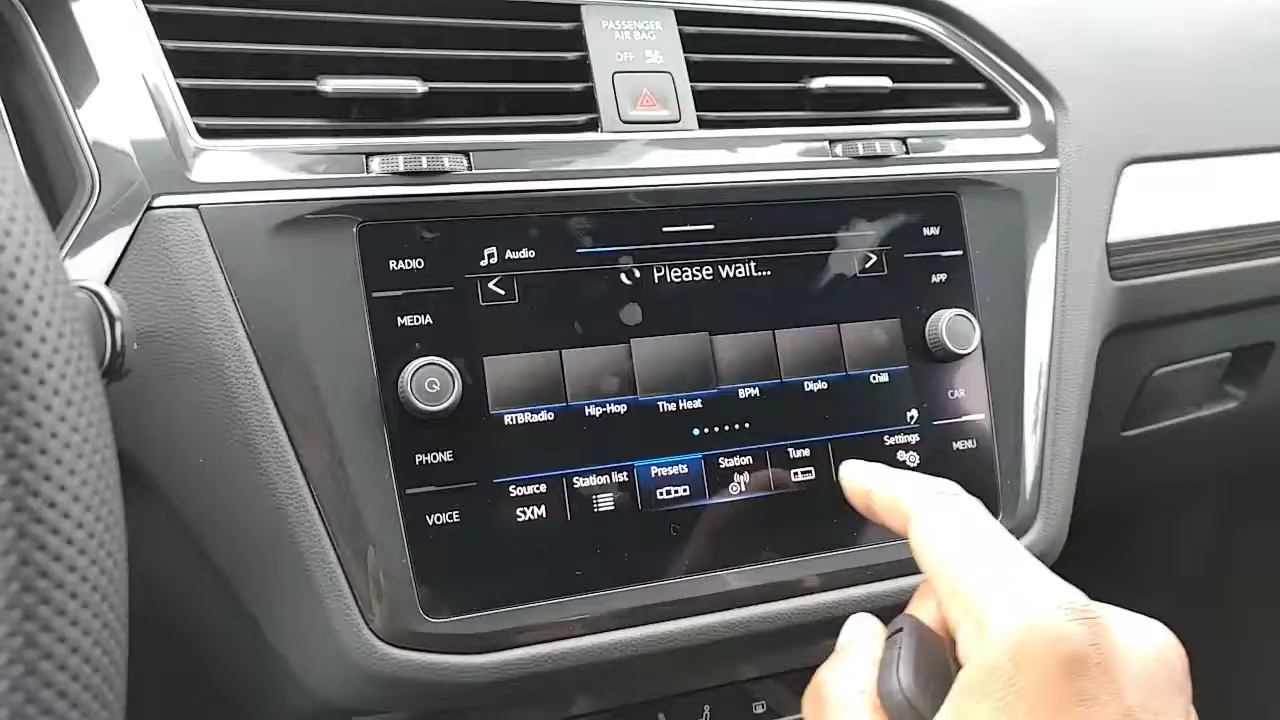 PASSENGER
AIR BAG
OFF
RADIO
MEDIA
PHONE
VOICE
Audio
<
Please wait...
>
RTBRadio
Hip-Hop
The Heat
BPM
Diplo
Chill
Source
SXM
Station list
Presets
Station
Tune
Settings
NAV
APP
CAR
MENU